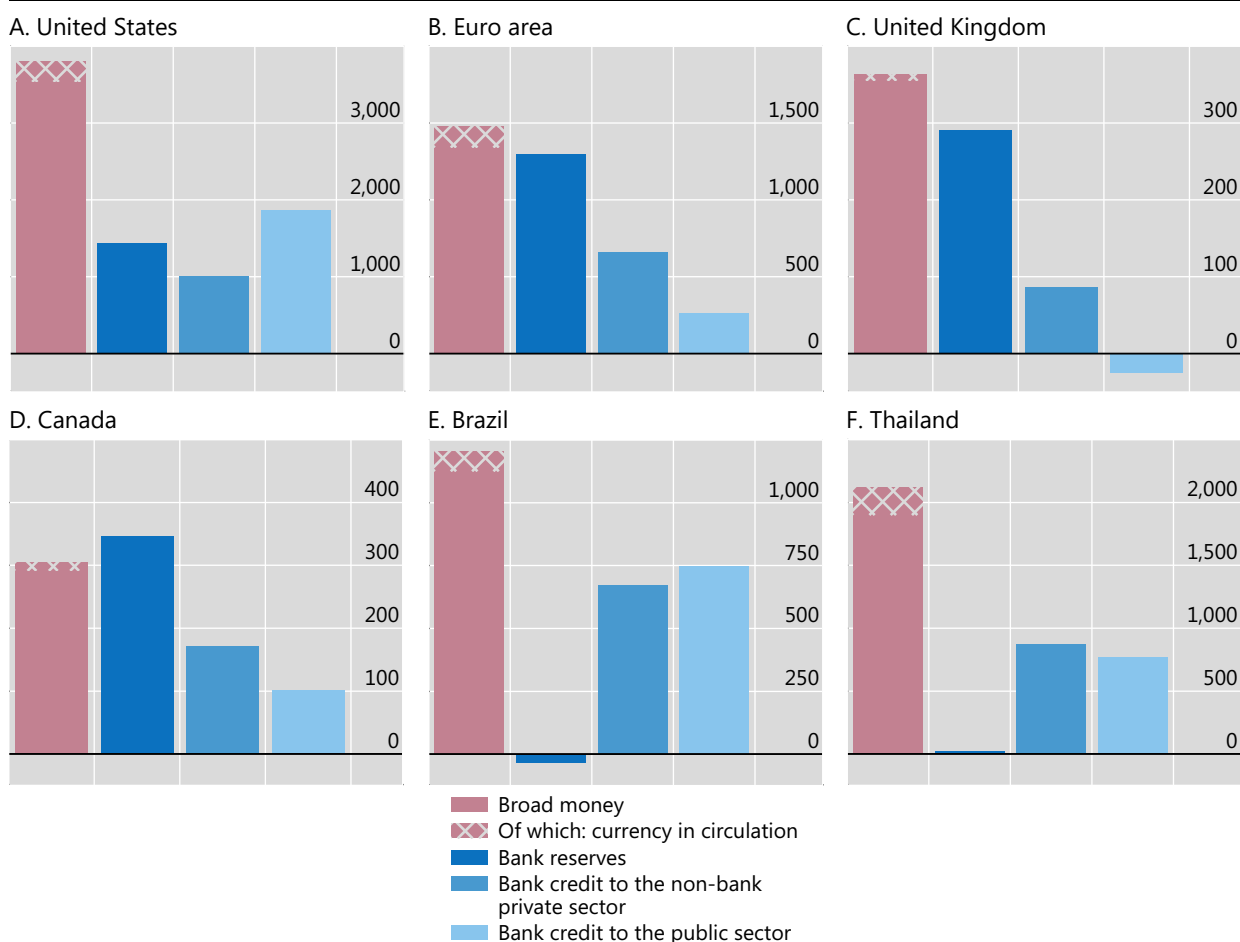 A. United States
3,000
2,000
1,000
0
B. Euro area
1,500
1,000
500
0
C. United Kingdom
300
200
100
0
D. Canada
400
300
200
100
0
E. Brazil
1,000
750
500
250
0
F. Thailand
2,000
1,500
1,000
500
0
Broad money
Of which: currency in circulation
Bank reserves
Bank credit to the non-bank
private sector
Bank credit to the public sector